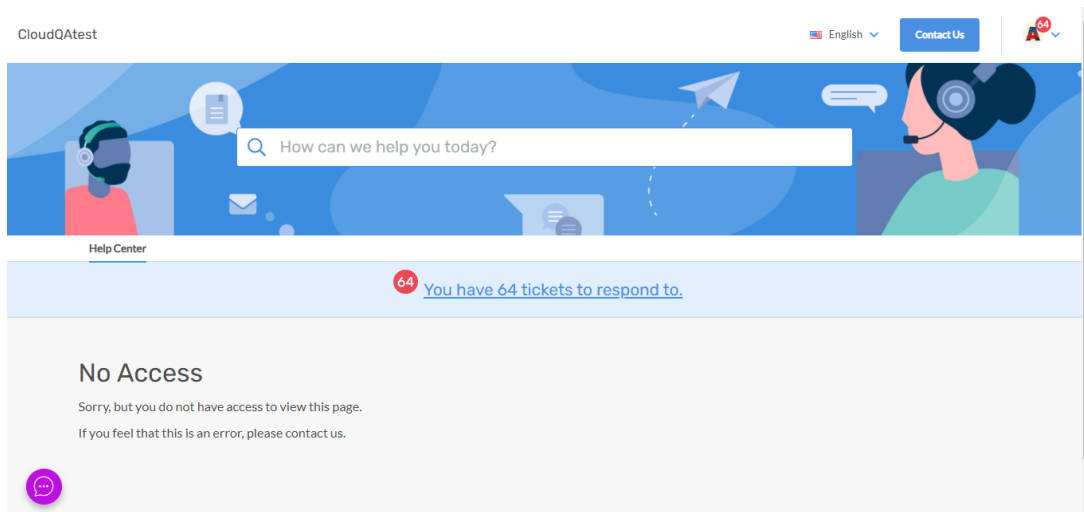 CloudQAtest
English
Contact Us
A
64
How can we help you today?
Help Center
64
You have 64 tickets to respond to.
No Access
Sorry, but you do not have access to view this page.
If you feel that this is an error, please contact us.